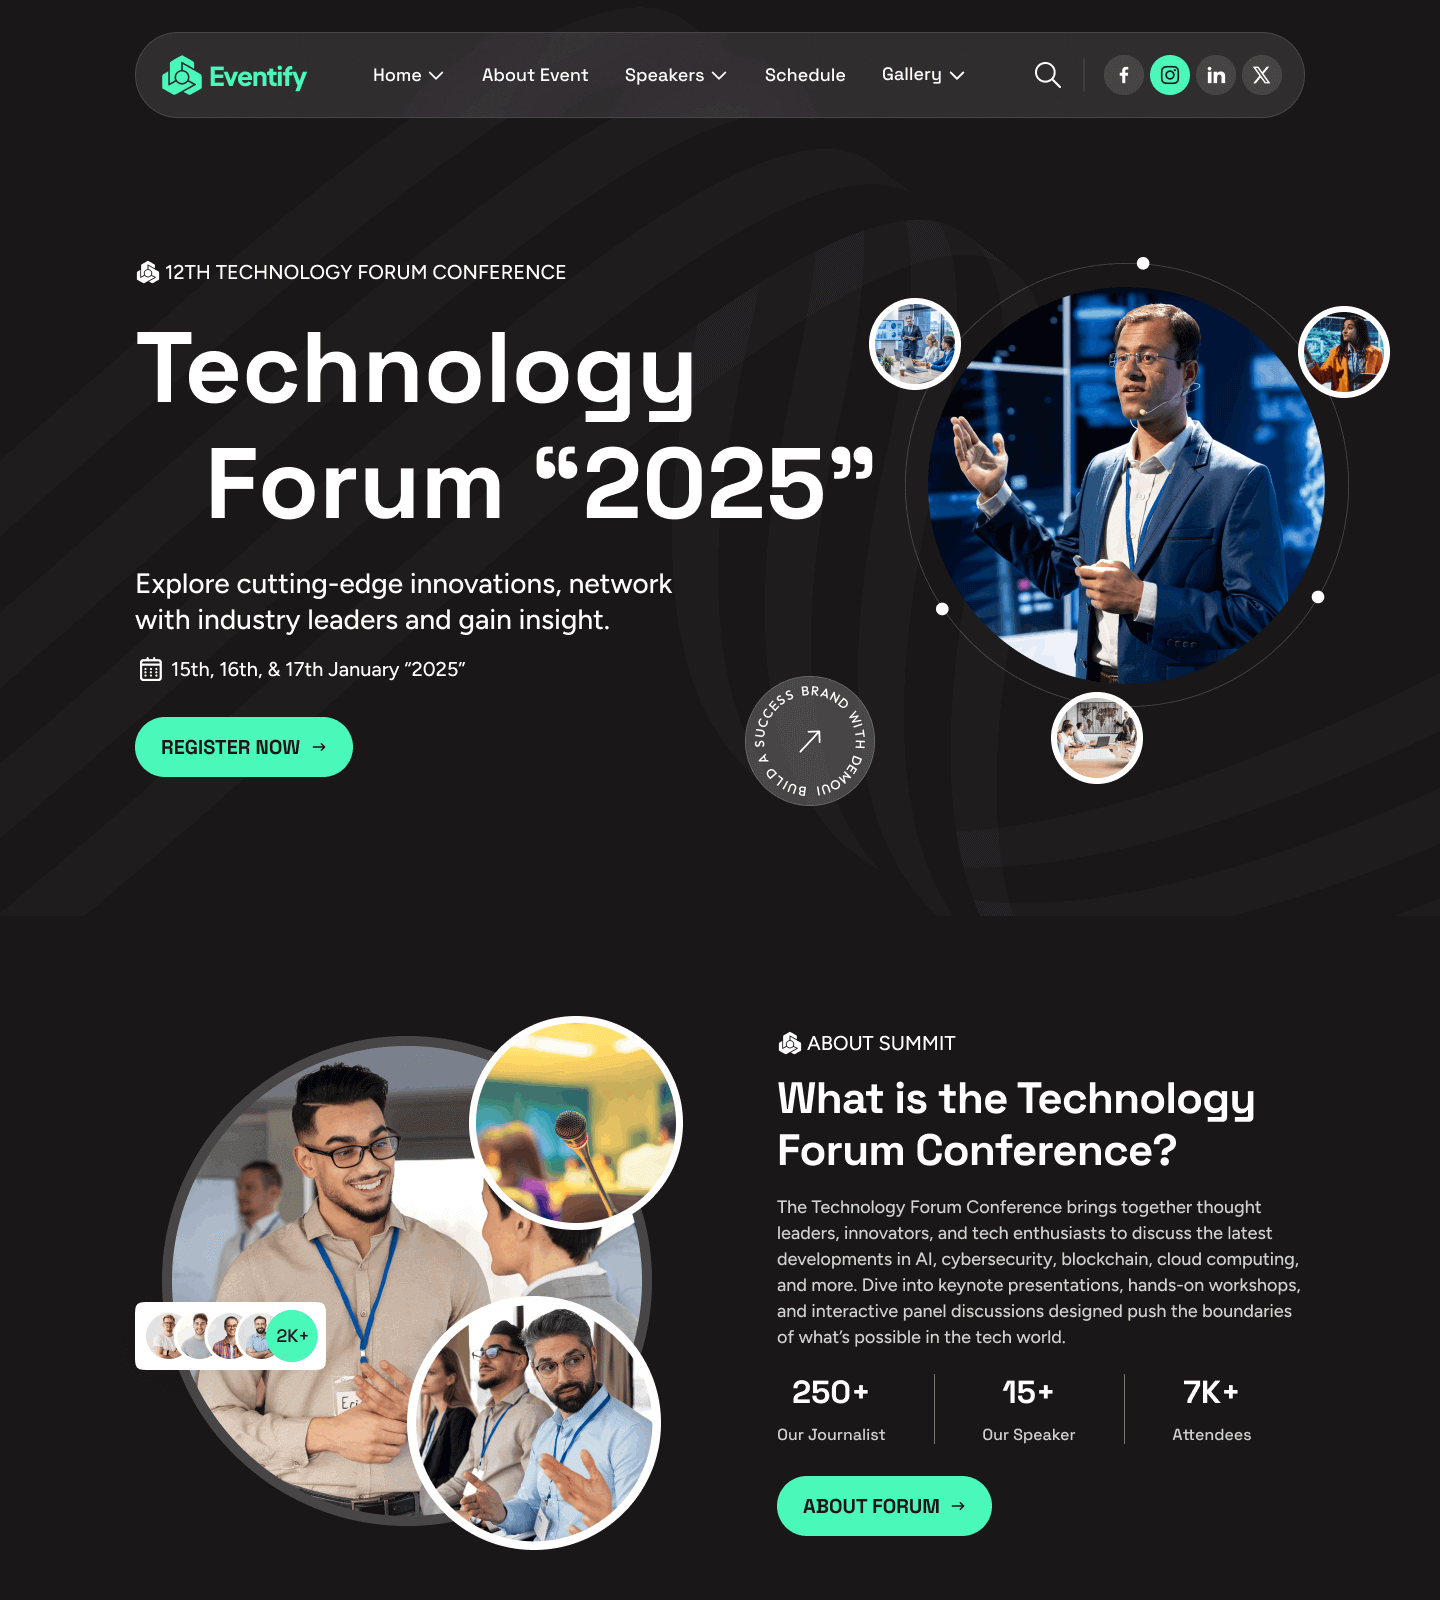 Eventify
Home
About Event
Speakers
Schedule
Gallery
12TH TECHNOLOGY FORUM CONFERENCE
Technology
Forum “2025”
Explore cutting-edge innovations, network
with industry leaders and gain insight.
15th, 16th, & 17th January “2025”
REGISTER NOW
BUILD A SUCCESS BRAND WITH DEMOUI
ABOUT SUMMIT
What is the Technology
Forum Conference?
The Technology Forum Conference brings together thought
leaders, innovators, and tech enthusiasts to discuss the latest
developments in AI, cybersecurity, blockchain, cloud computing,
and more. Dive into keynote presentations, hands-on workshops,
and interactive panel discussions designed push the boundaries
of what’s possible in the tech world.
2K+
250+
Our Journalist
15+
Our Speaker
7K+
Attendees
ABOUT FORUM